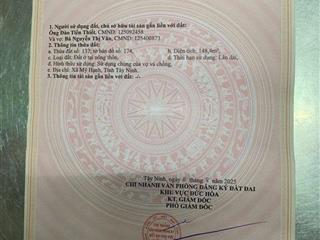 1. Người sử dụng đất, chủ sở hữu tài sản gắn liền với đất:
Ông Đào Tiến Thiết, CMND: 125092458
Và vợ: Bà Nguyễn Thị Vân, CMND: 125400871
2. Thông tin thửa đất:
a. Thửa đất số: 137; tờ bản đồ số: 174, b. Diện tích: 148,4m²,
c. Loại đất: Đất ở tại nông thôn, d. Thời hạn sử dụng: Lâu dài,
đ. Hình thức sử dụng: Sử dụng chung của vợ và chồng,
e. Địa chỉ: Xã Mỹ Hạnh, Tỉnh Tây Ninh.
3. Thông tin tài sản gắn liền với đất:
Tây Ninh, ngày tháng 9 năm 2025
CHI NHÁNH VĂN PHÒNG ĐĂNG KÝ ĐẤT ĐAI
KHU VỰC ĐỨC HÒA
KT. GIÁM ĐỐC
PHÓ GIÁM ĐỐC